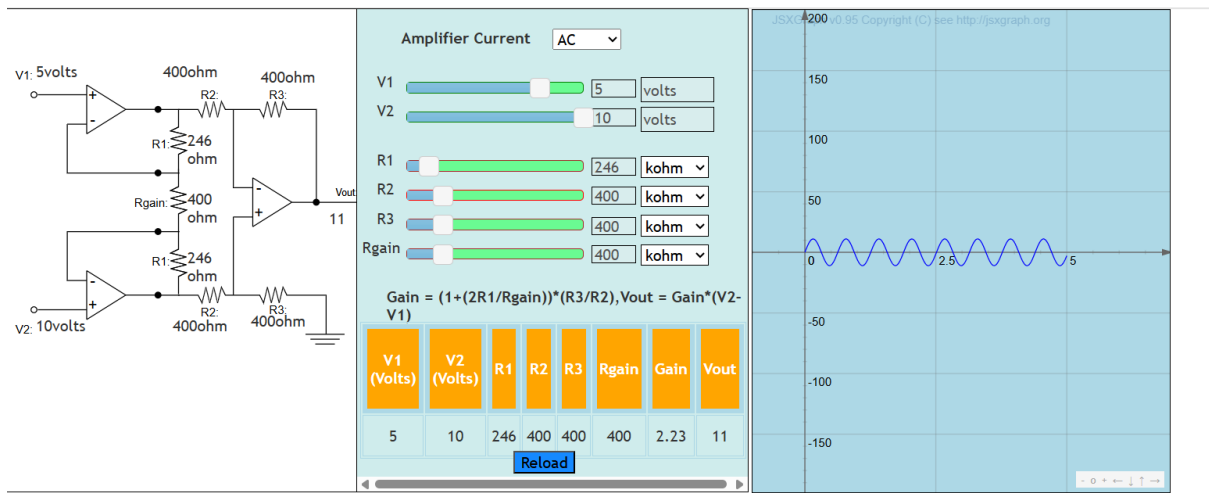 V1: 5volts
400ohm
400ohm
R2:
R3:
+
-
R1: 246
ohm
Rgain: 400
ohm
-
+
Vout
11
R1: 246
ohm
-
+
R2:
R3:
400ohm
400ohm
V2: 10volts
Amplifier Current AC
V1 5 volts
V2 10 volts
R1 246 kohm
R2 400 kohm
R3 400 kohm
Rgain 400 kohm
Gain = (1+(2R1/Rgain))*(R3/R2),Vout = Gain*(V2-
V1)
V1 (Volts) V2 (Volts) R1 R2 R3 Rgain Gain Vout
5 10 246 400 400 400 2.23 11
Reload
v0.95 Copyright (C) see http://jsxgraph.org
200
150
100
50
0 2.5 5
-50
-100
-150
- o + ← ↓ ↑ →